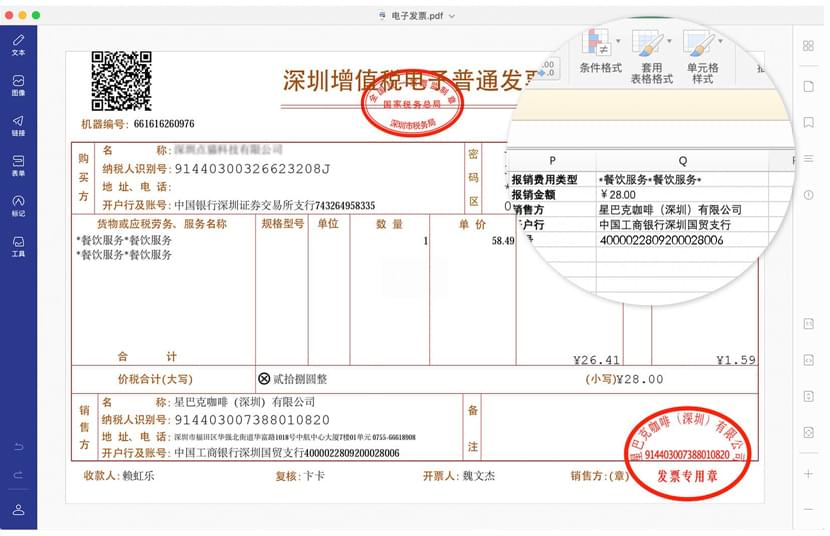 电子发票.pdf
文本
图像
链接
表单
标记
工具
深圳增值税电子普通发票
国家税务总局
深圳市税务局
机器编号: 661616260976
购买方
名 称:
纳税人识别号: 91440300326623208J
地 址、电 话:
开户行及账号: 中国银行深圳证券交易所支行743264958335
密码区
货物或应税劳务、服务名称 规格型号 单位 数 量 单 价
*餐饮服务*餐饮服务 1 58.49
*餐饮服务*餐饮服务
合 计 ¥26.41 ¥1.59
价税合计(大写) ⊗ 贰拾捌圆整 (小写)¥28.00
销售方
名 称: 星巴克咖啡（深圳）有限公司
纳税人识别号: 914403007388010820
地 址、电 话: 深圳市福田区华强北街道华富路1018号中航中心大厦7楼01单元 0755-66618908
开户行及账号: 中国工商银行深圳国贸支行4000022809200028006
备注
收款人: 赖虹乐 复核: 卞卡 开票人: 魏文杰 销售方: (章)
星巴克咖啡（深圳）有限公司
914403007388010820
发票专用章
.00
.0
条件格式 套用
表格格式 单元格
样式
P Q
报销费用类型 *餐饮服务*餐饮服务*
报销金额 ¥28.00
销售方 星巴克咖啡（深圳）有限公司
户行 中国工商银行深圳国贸支行
4000022809200028006